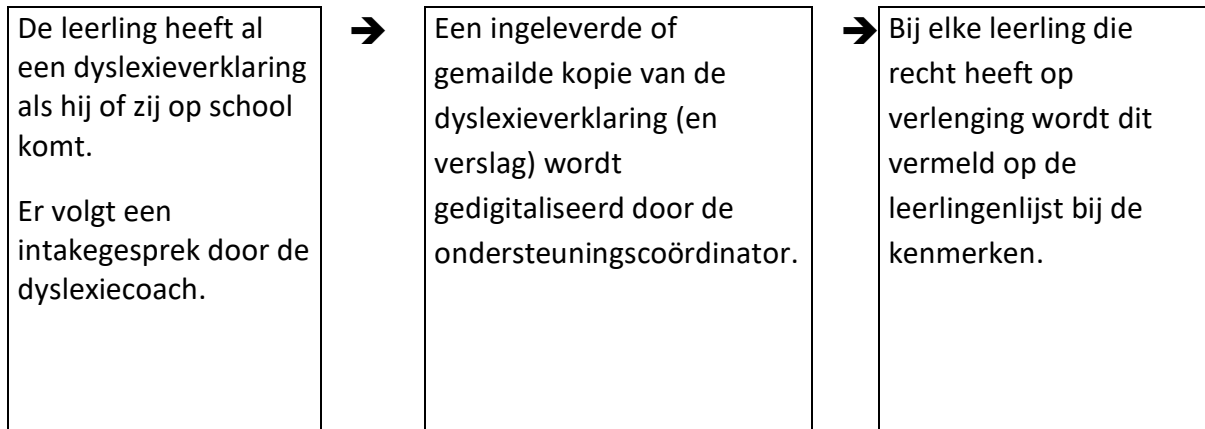 De leerling heeft al
een dyslexieverklaring
als hij of zij op school
komt.
Er volgt een
intakegesprek door de
dyslexiecoach.
➔
Een ingeleverde of
gemailde kopie van de
dyslexieverklaring (en
verslag) wordt
gedigitaliseerd door de
ondersteuningscoördinator.
➔
Bij elke leerling die
recht heeft op
verlenging wordt dit
vermeld op de
leerlingenlijst bij de
kenmerken.